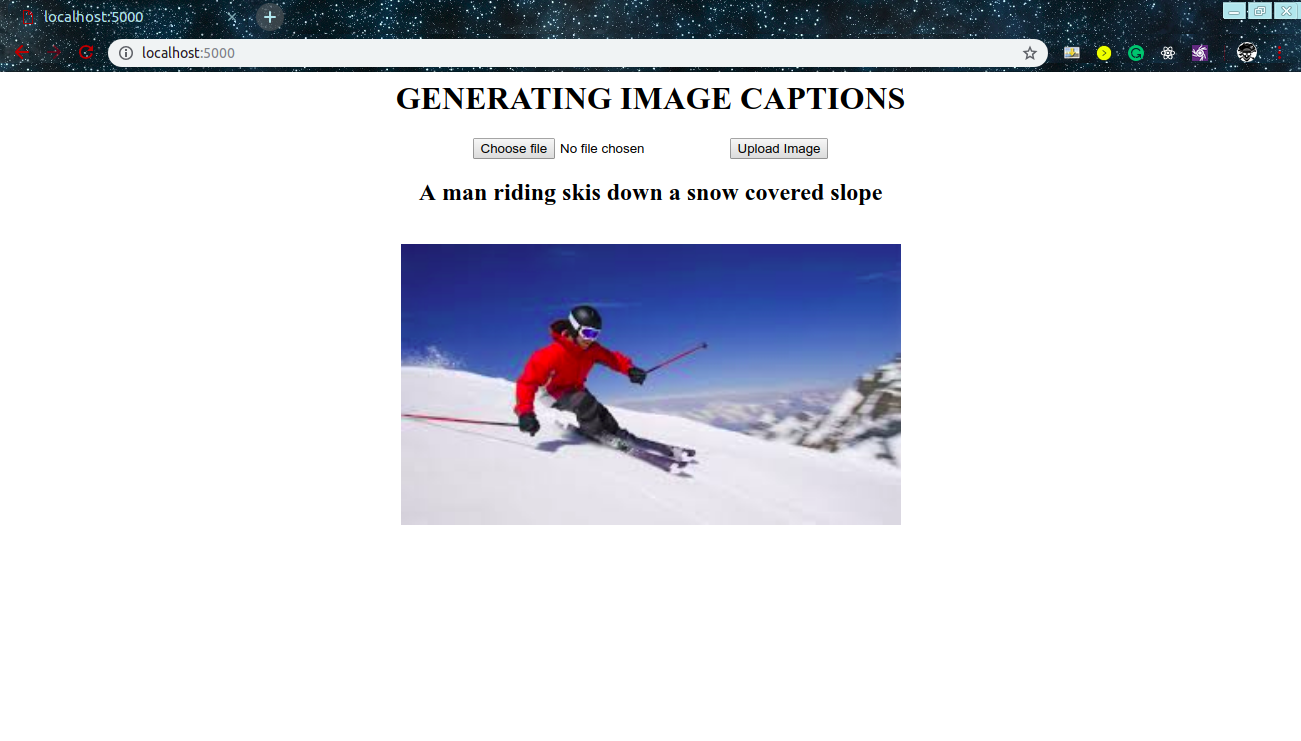 localhost:5000
localhost:5000
GENERATING IMAGE CAPTIONS
Choose file No file chosen Upload Image
A man riding skis down a snow covered slope